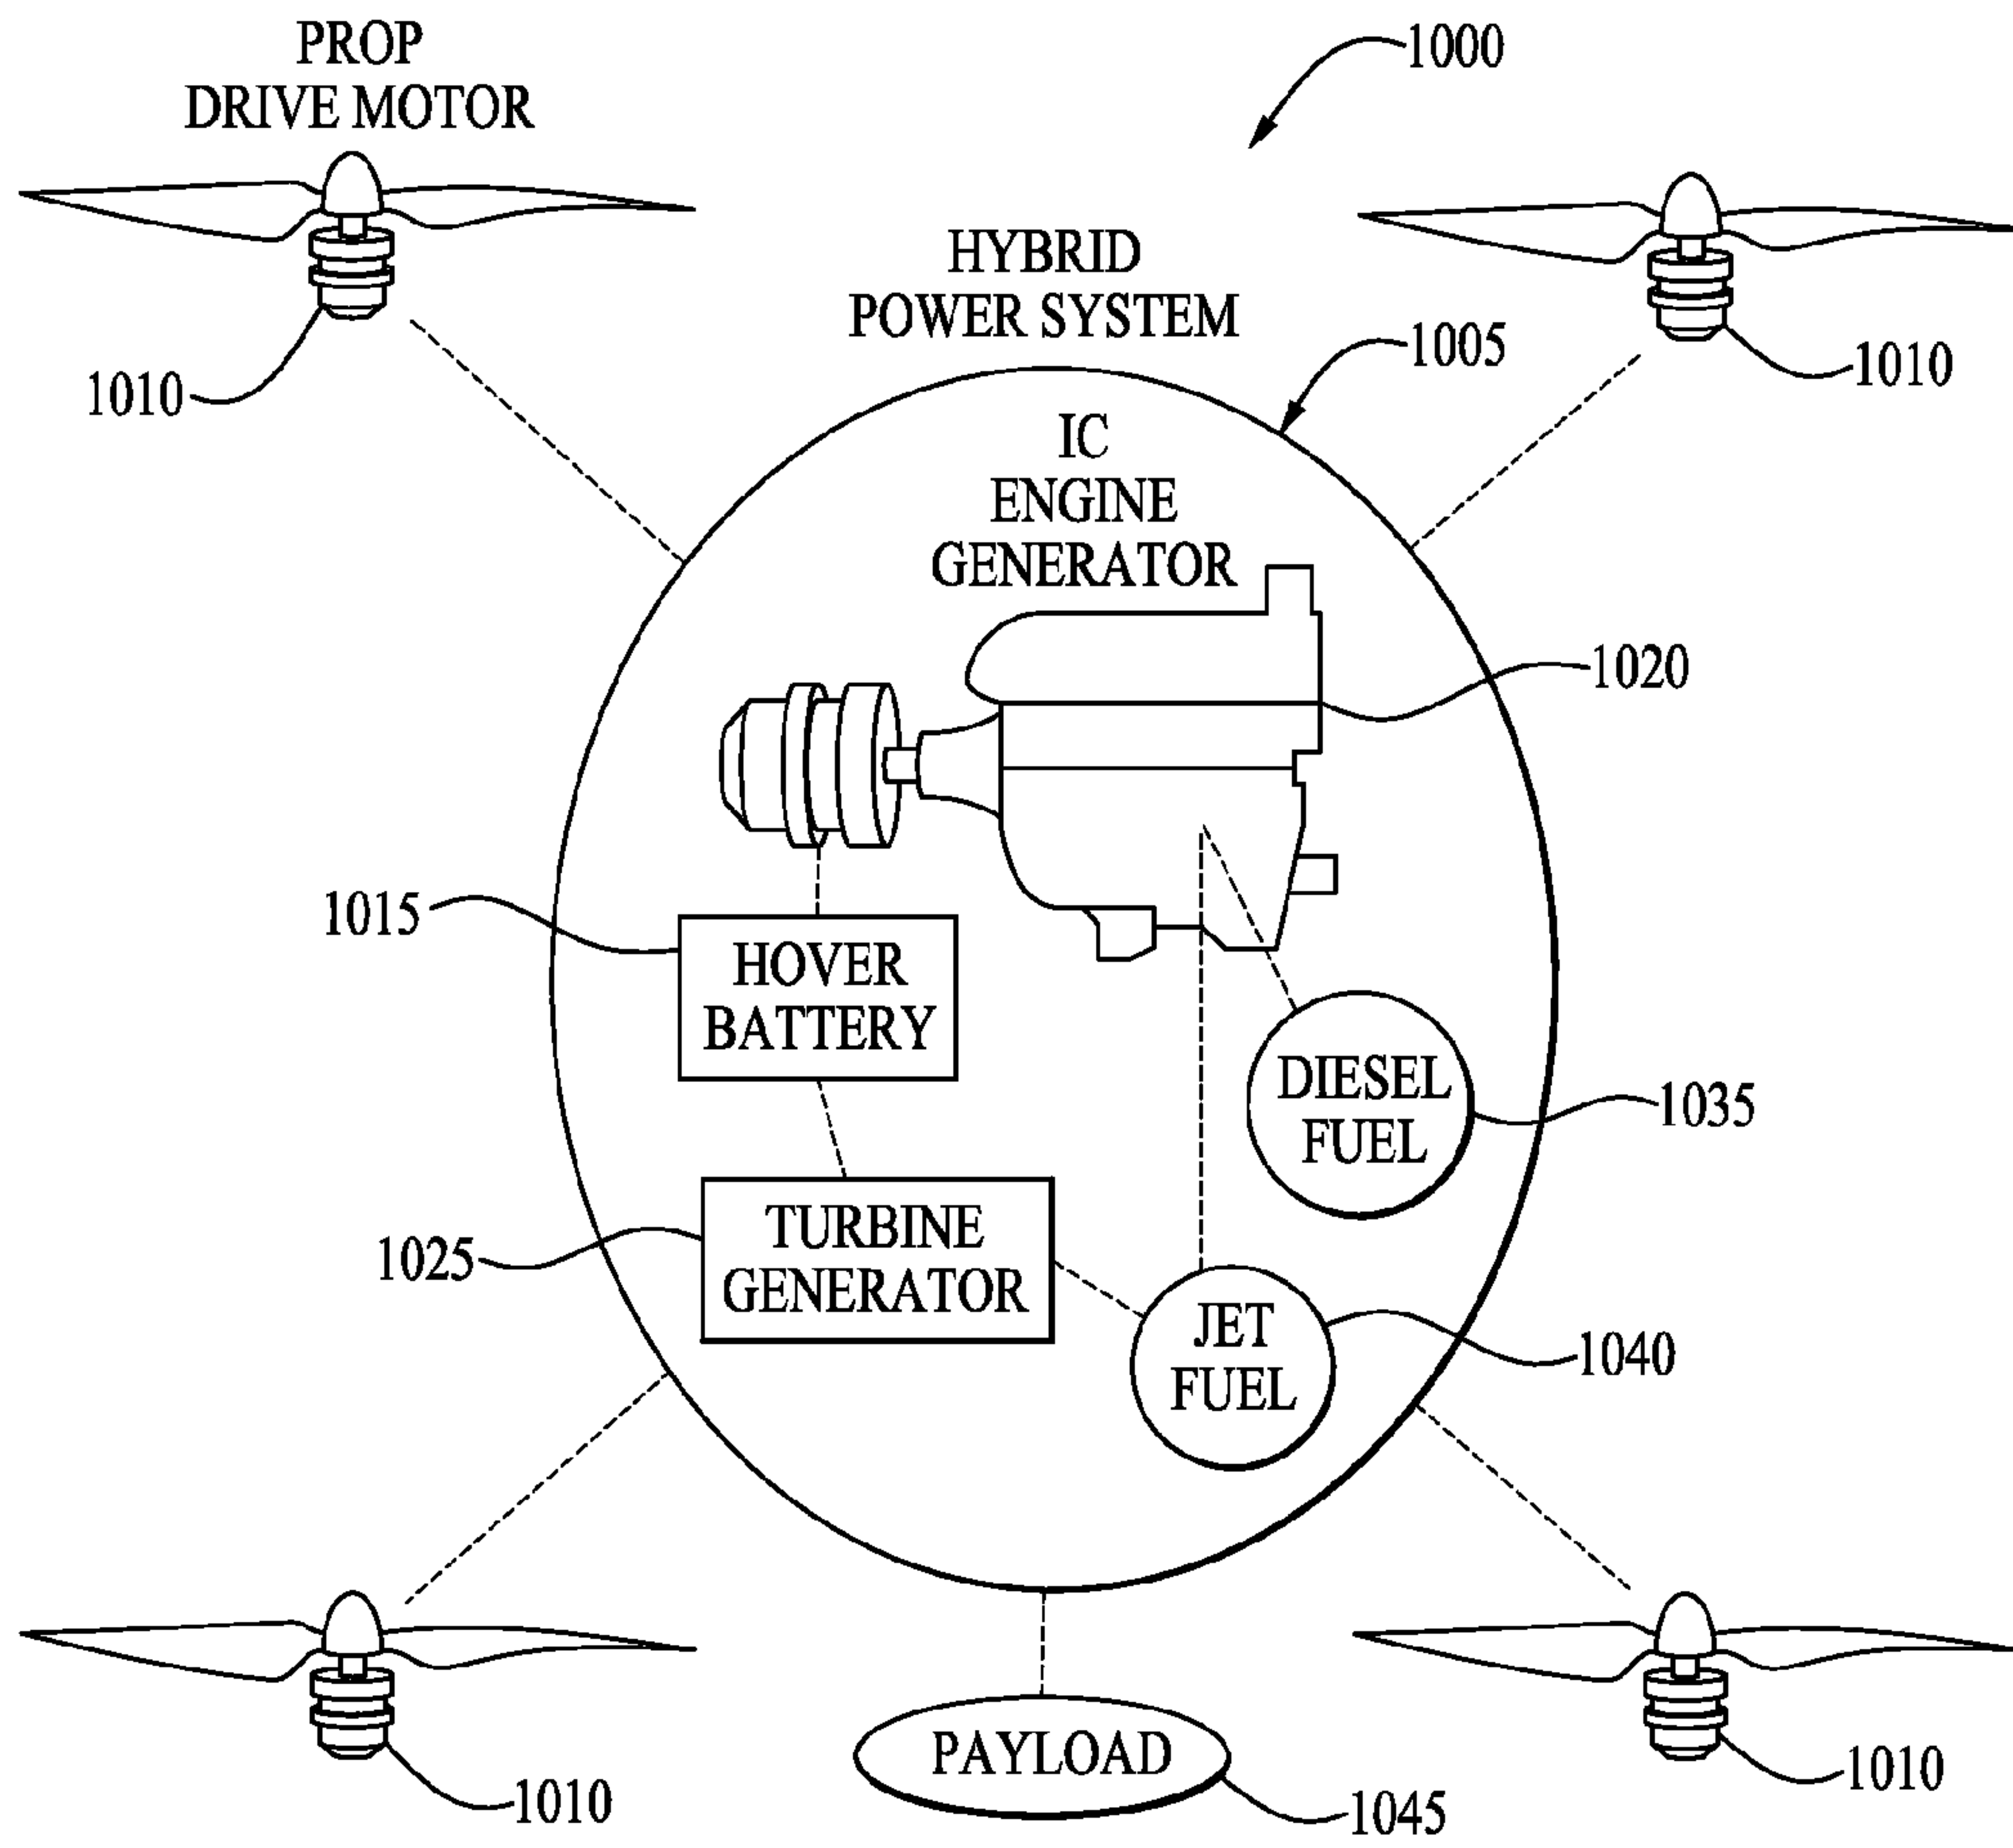 PROP
DRIVE MOTOR
1000
HYBRID
POWER SYSTEM
1005
1010
1010
IC
ENGINE
GENERATOR
1020
1015
HOVER
BATTERY
DIESEL
FUEL
1035
1025
TURBINE
GENERATOR
JET
FUEL
1040
PAYLOAD
1010
1010
1045